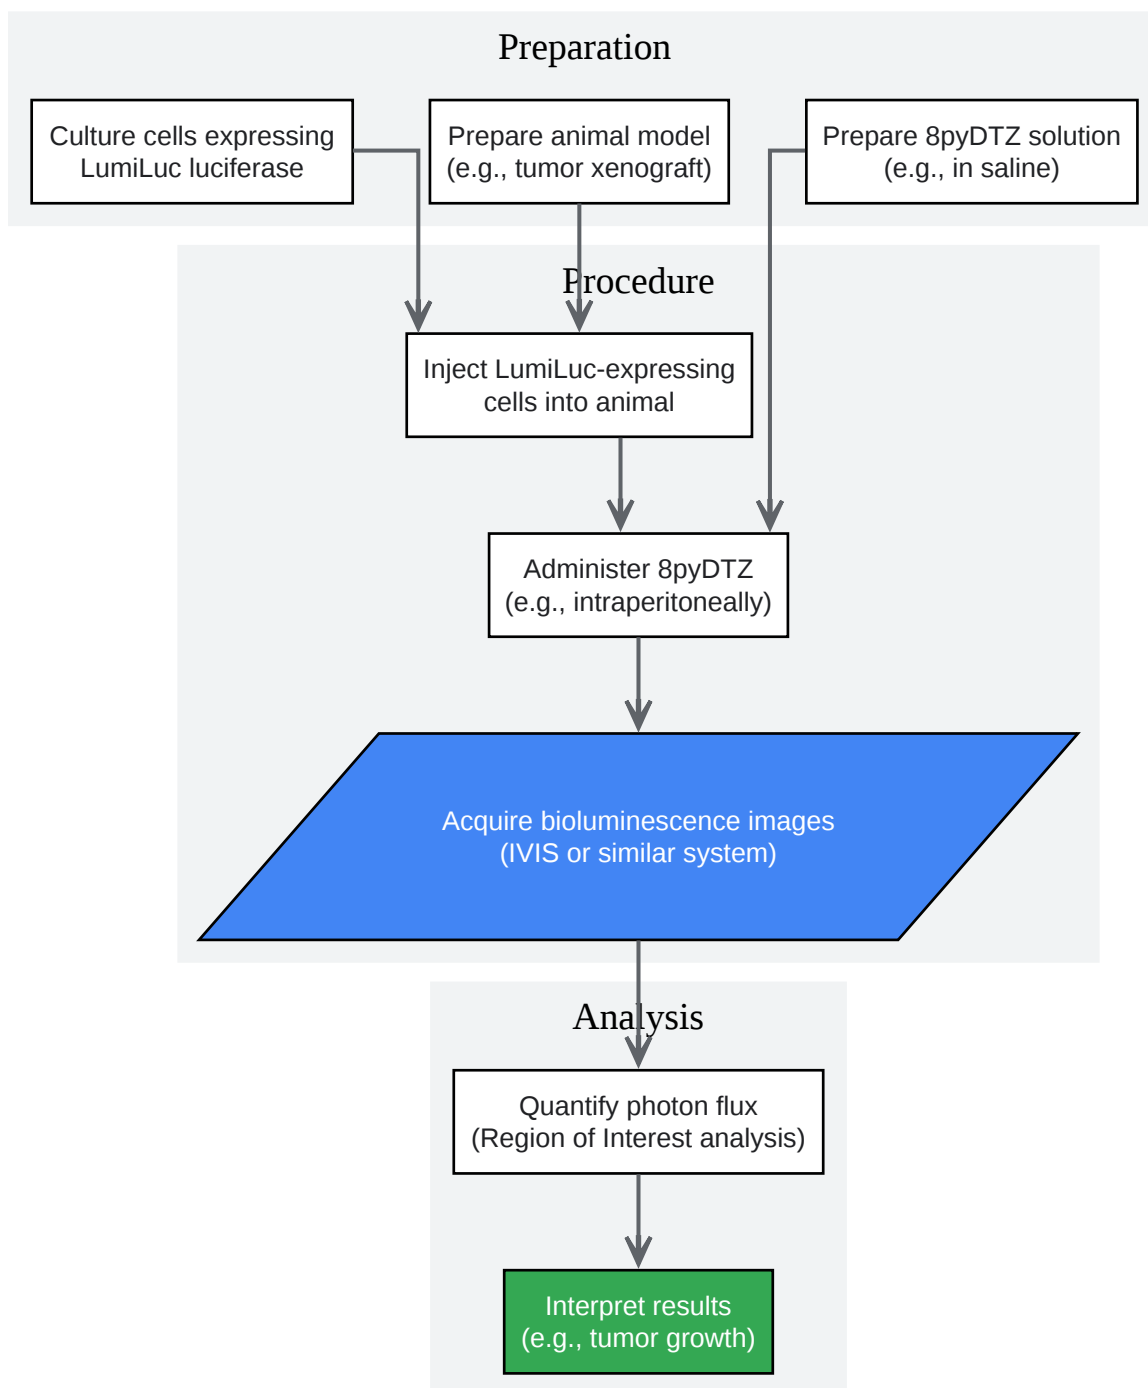 Preparation
Culture cells expressing
LumiLuc luciferase
Prepare animal model
(e.g., tumor xenograft)
Prepare 8pyDTZ solution
(e.g., in saline)
Procedure
Inject LumiLuc-expressing
cells into animal
Administer 8pyDTZ
(e.g., intraperitoneally)
Acquire bioluminescence images
(IVIS or similar system)
Analysis
Quantify photon flux
(Region of Interest analysis)
Interpret results
(e.g., tumor growth)